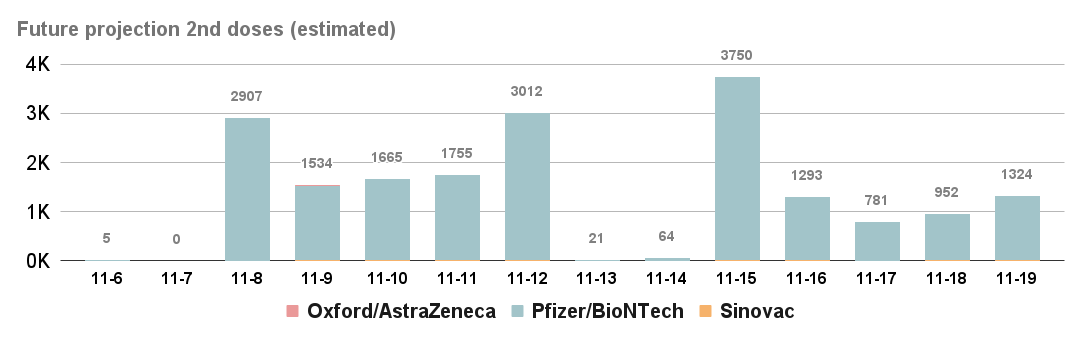 Future projection 2nd doses (estimated)
3750
4K
3012
2907
3K
1755
1665
1534
2K
1324
1293
952
781
1K
64
21
5
0
0K
11-6 11-7 11-8 11-9 11-10 11-11 11-12 11-13 11-14 11-15 11-16 11-17 11-18 11-19
Oxford/AstraZeneca Pfizer/BioNTech Sinovac